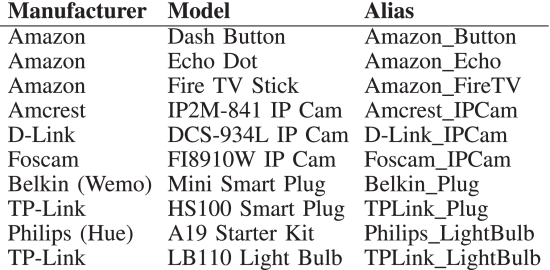 Manufacturer Model Alias
Amazon Dash Button Amazon_Button
Amazon Echo Dot Amazon_Echo
Amazon Fire TV Stick Amazon_FireTV
Amcrest IP2M-841 IP Cam Amcrest_IPCam
D-Link DCS-934L IP Cam D-Link_IPCam
Foscam FI8910W IP Cam Foscam_IPCam
Belkin (Wemo) Mini Smart Plug Belkin_Plug
TP-Link HS100 Smart Plug TPLink_Plug
Philips (Hue) A19 Starter Kit Philips_LightBulb
TP-Link LB110 Light Bulb TPLink_LightBulb